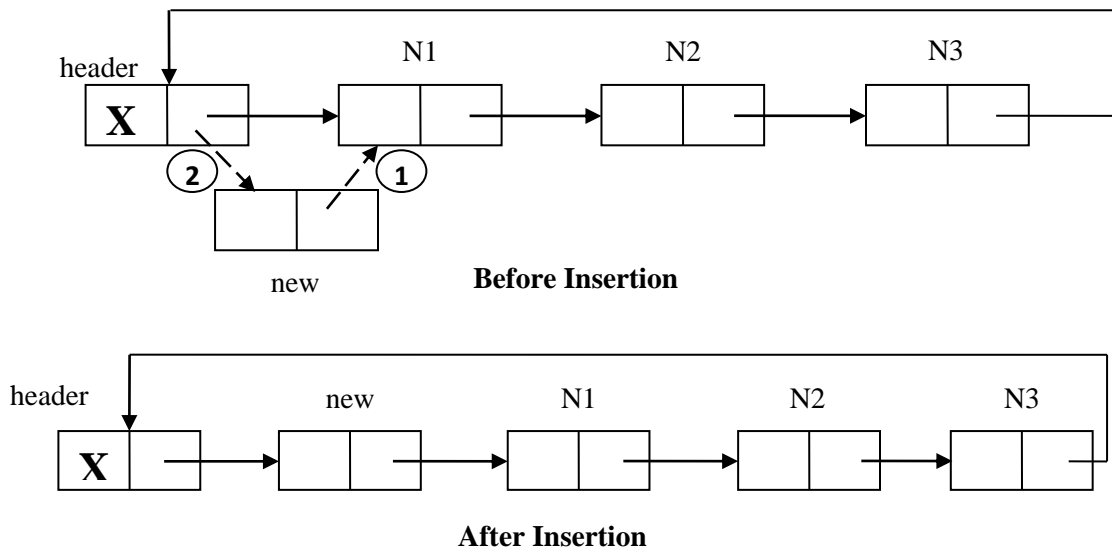 N1 N2 N3
header
X
2 1
new
Before Insertion
header new N1 N2 N3
X
After Insertion